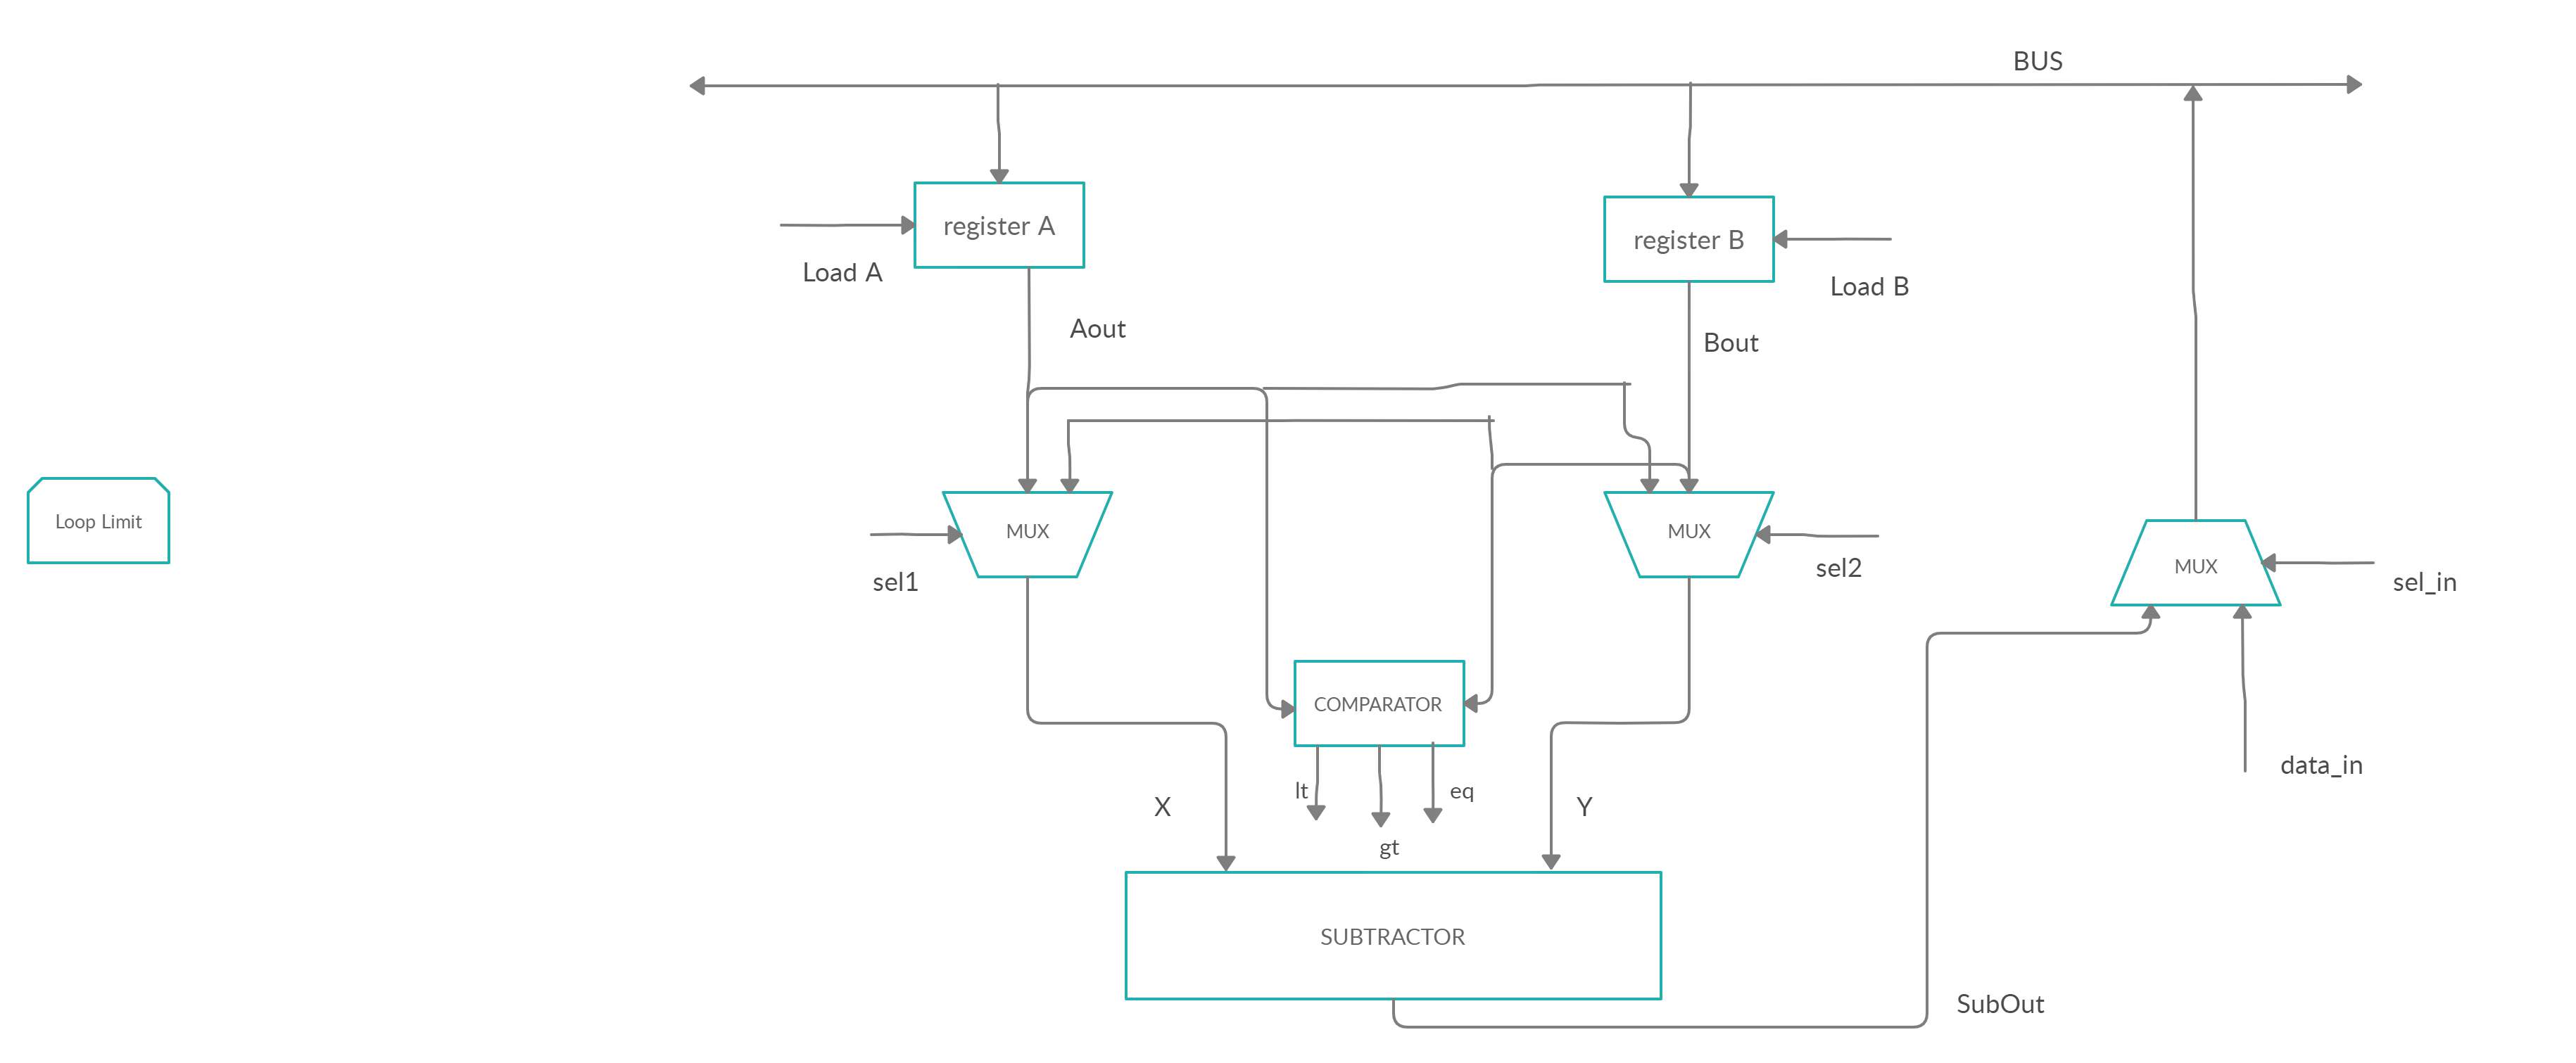 BUS
register A
register B
Load A
Load B
Aout
Bout
Loop Limit
MUX
MUX
MUX
sel1
sel2
sel_in
COMPARATOR
lt
gt
eq
X
Y
data_in
SUBTRACTOR
SubOut